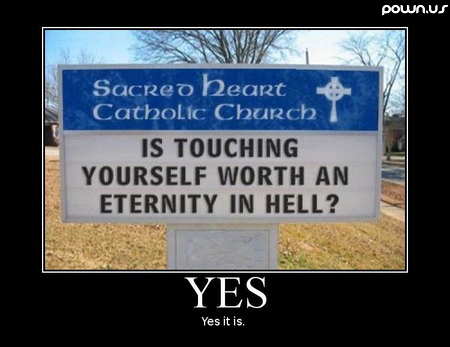 pown.us
Sacred Heart
Catholic Church
IS TOUCHING
YOURSELF WORTH AN
ETERNITY IN HELL?
YES
Yes it is.